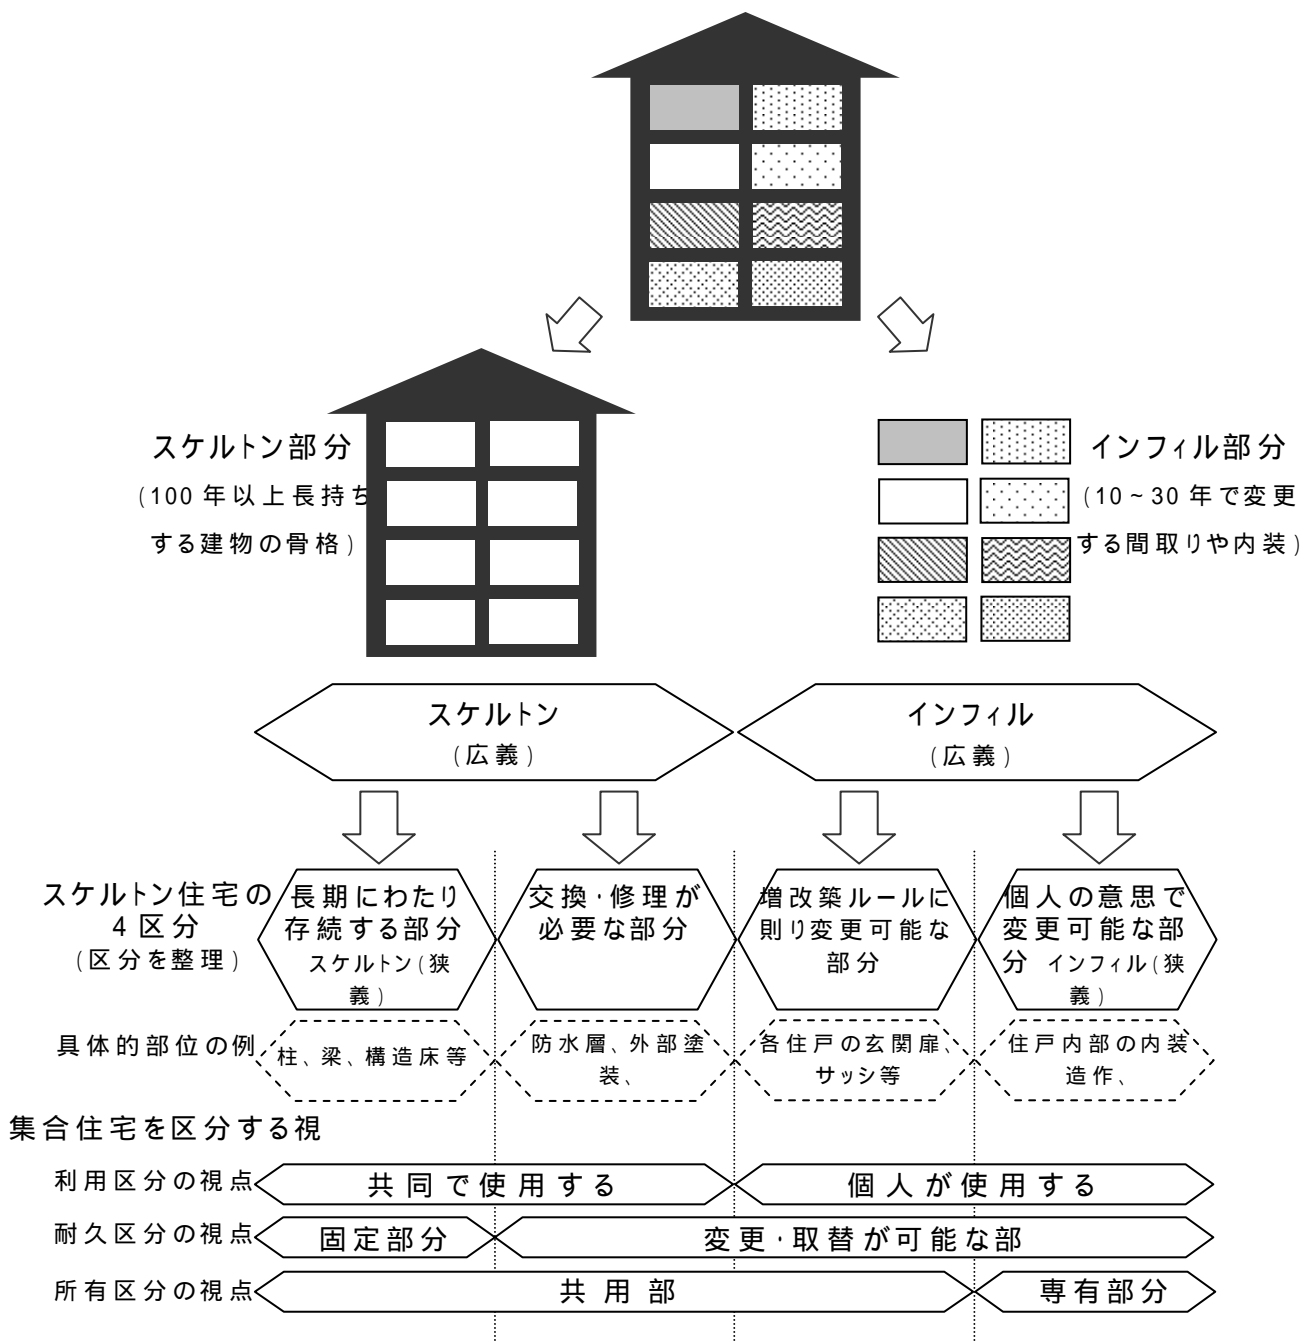 スケルトン部分
(100年以上長持ち
する建物の骨格)
インフィル部分
(10~30年で変更
する間取りや内装)
スケルトン
(広義)
インフィル
(広義)
スケルトン住宅の
4区分
(区分を整理)
長期にわたり
存続する部分
スケルトン(狭
義)
交換・修理が
必要な部分
増改築ルールに
則り変更可能な
部分
個人の意思で
変更可能な部
分 インフィル(狭
義)
具体的部位の例
柱、梁、構造床等
防水層、外部塗
装、
各住戸の玄関扉、
サッシ等
住戸内部の内装
造作、
集合住宅を区分する視
利用区分の視点
共同で使用する
個人が使用する
耐久区分の視点
固定部分
変更・取替が可能な部
所有区分の視点
共用部
専有部分